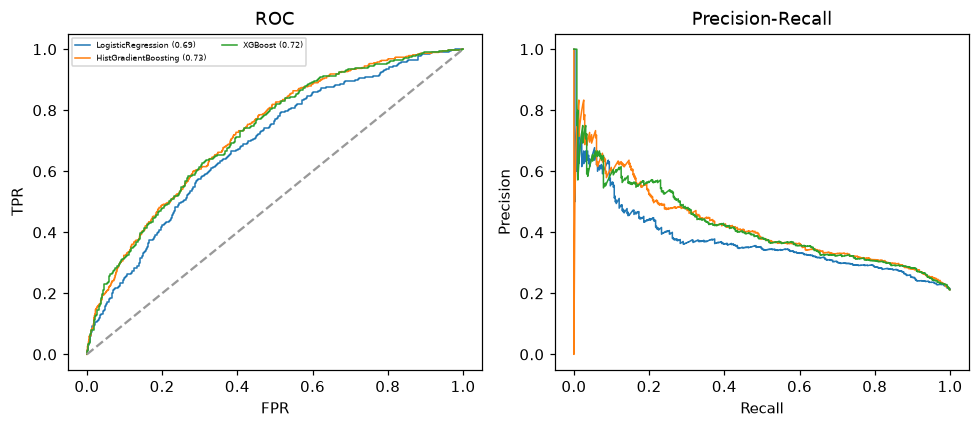 ROC
LogisticRegression (0.69)
HistGradientBoosting (0.73)
XGBoost (0.72)
1.0
0.8
0.6
0.4
0.2
0.0
TPR
0.0 0.2 0.4 0.6 0.8 1.0
FPR
Precision-Recall
1.0
0.8
0.6
0.4
0.2
0.0
Precision
0.0 0.2 0.4 0.6 0.8 1.0
Recall